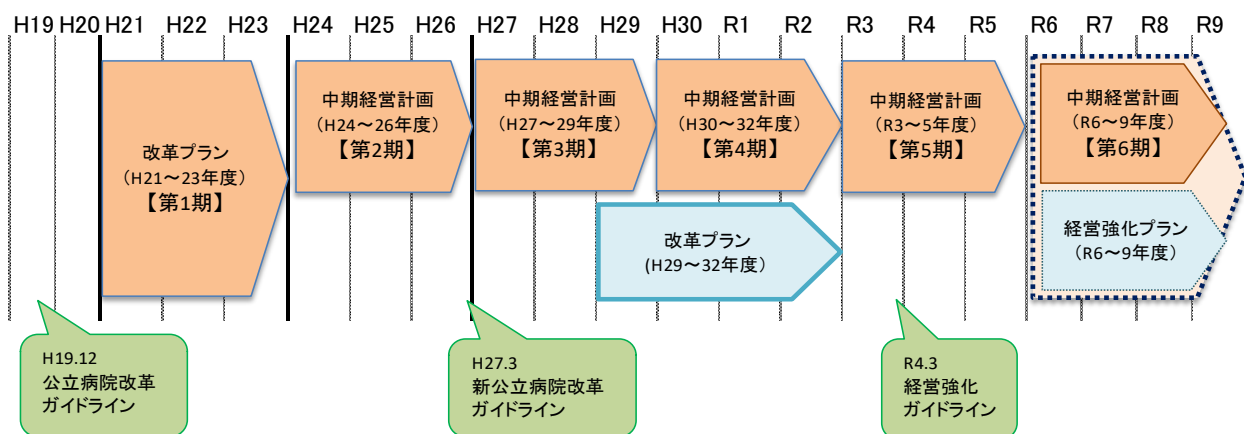 H19 H20 H21 H22 H23 H24 H25 H26 H27 H28 H29 H30 R1 R2 R3 R4 R5 R6 R7 R8 R9
改革プラン
(H21～23年度)
【第1期】
中期経営計画
(H24～26年度)
【第2期】
中期経営計画
(H27～29年度)
【第3期】
中期経営計画
(H30～32年度)
【第4期】
中期経営計画
(R3～5年度)
【第5期】
中期経営計画
(R6～9年度)
【第6期】
改革プラン
(H29～32年度)
経営強化プラン
(R6～9年度)
H19.12
公立病院改革
ガイドライン
H27.3
新公立病院改革
ガイドライン
R4.3
経営強化
ガイドライン